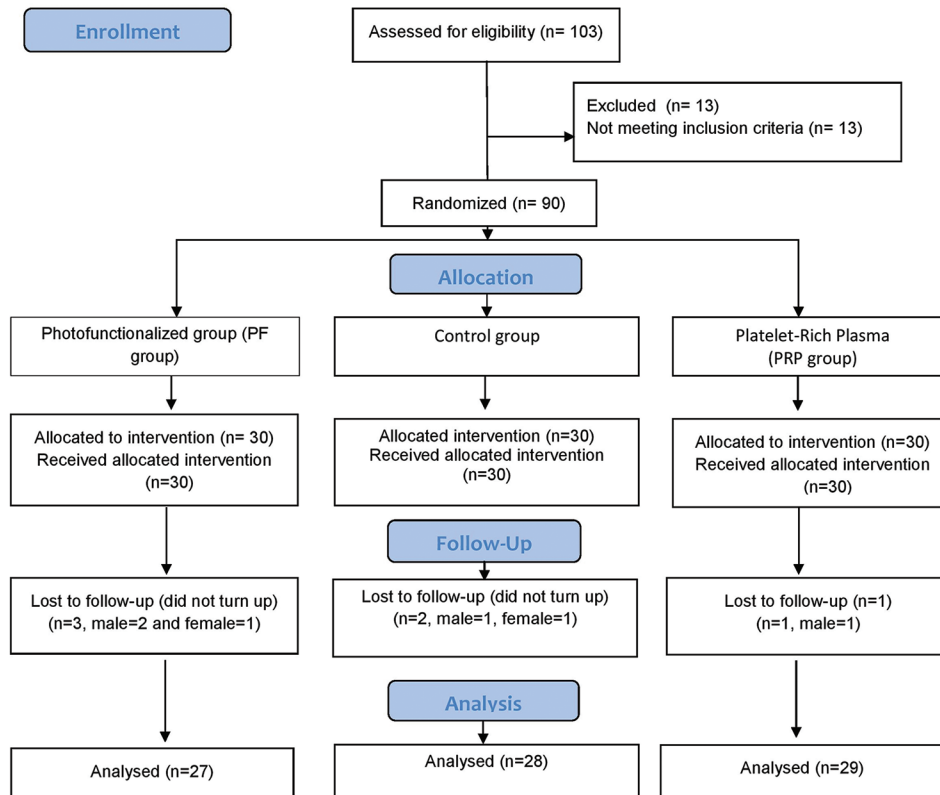 Enrollment
Assessed for eligibility (n= 103)
Excluded (n= 13)
Not meeting inclusion criteria (n= 13)
Randomized (n= 90)
Allocation
Photofunctionalized group (PF
group)
Control group
Platelet-Rich Plasma
(PRP group)
Allocated to intervention (n= 30)
Received allocated intervention
(n=30)
Allocated intervention (n=30)
Received allocated intervention
(n=30)
Allocated to intervention (n=30)
Received allocated intervention
(n=30)
Follow-Up
Lost to follow-up (did not turn up)
(n=3, male=2 and female=1)
Lost to follow-up (did not turn up)
(n=2, male=1, female=1)
Lost to follow-up (n=1)
(n=1, male=1)
Analysis
Analysed (n=27)
Analysed (n=28)
Analysed (n=29)